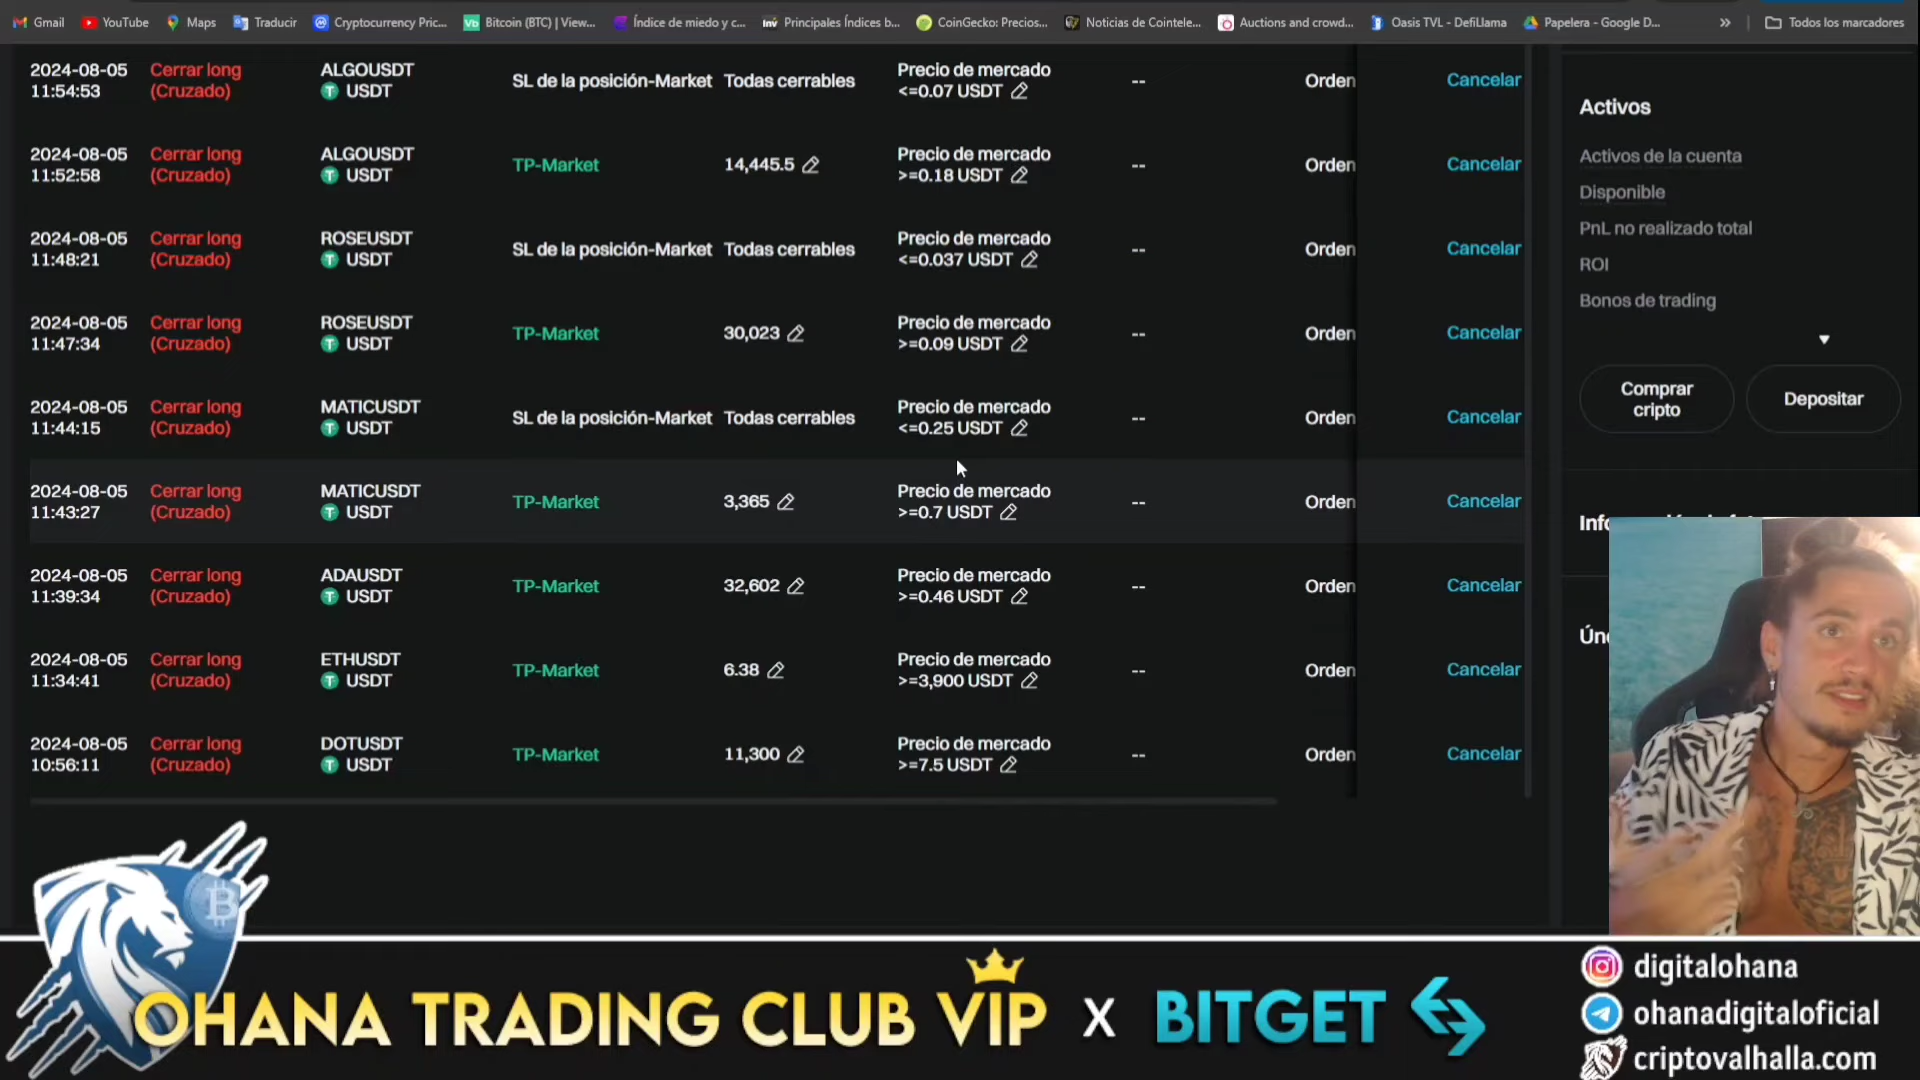 Gmail YouTube Maps Traducir Cryptocurrency Pric... Bitcoin (BTC) | View... Índice de miedo y c... Principales Índices b... CoinGecko: Precios... Noticias de Cointele... Auctions and crowd... Oasis TVL - DefiLlama Papelera - Google D... » Todos los marcadores
2024-08-05 Cerrar long ALGOUSDT SL de la posición-Market Todas cerrables Precio de mercado -- Orden Cancelar
11:54:53 (Cruzado) USDT <=0.07 USDT
2024-08-05 Cerrar long ALGOUSDT TP-Market 14,445.5 Precio de mercado -- Orden Cancelar
11:52:58 (Cruzado) USDT >=0.18 USDT
2024-08-05 Cerrar long ROSEUSDT SL de la posición-Market Todas cerrables Precio de mercado -- Orden Cancelar
11:48:21 (Cruzado) USDT <=0.037 USDT
2024-08-05 Cerrar long ROSEUSDT TP-Market 30,023 Precio de mercado -- Orden Cancelar
11:47:34 (Cruzado) USDT >=0.09 USDT
2024-08-05 Cerrar long MATICUSDT SL de la posición-Market Todas cerrables Precio de mercado -- Orden Cancelar
11:44:15 (Cruzado) USDT <=0.25 USDT
2024-08-05 Cerrar long MATICUSDT TP-Market 3,365 Precio de mercado -- Orden Cancelar
11:43:27 (Cruzado) USDT >=0.7 USDT
2024-08-05 Cerrar long ADAUSDT TP-Market 32,602 Precio de mercado -- Orden Cancelar
11:39:34 (Cruzado) USDT >=0.46 USDT
2024-08-05 Cerrar long ETHUSDT TP-Market 6.38 Precio de mercado -- Orden Cancelar
11:34:41 (Cruzado) USDT >=3,900 USDT
2024-08-05 Cerrar long DOTUSDT TP-Market 11,300 Precio de mercado -- Orden Cancelar
10:56:11 (Cruzado) USDT >=7.5 USDT
Activos
Activos de la cuenta
Disponible
PnL no realizado total
ROI
Bonos de trading
Comprar
cripto
Depositar
OHANA TRADING CLUB VIP X BITGET
digitalohana
ohanadigitaloficial
criptovalhalla.com